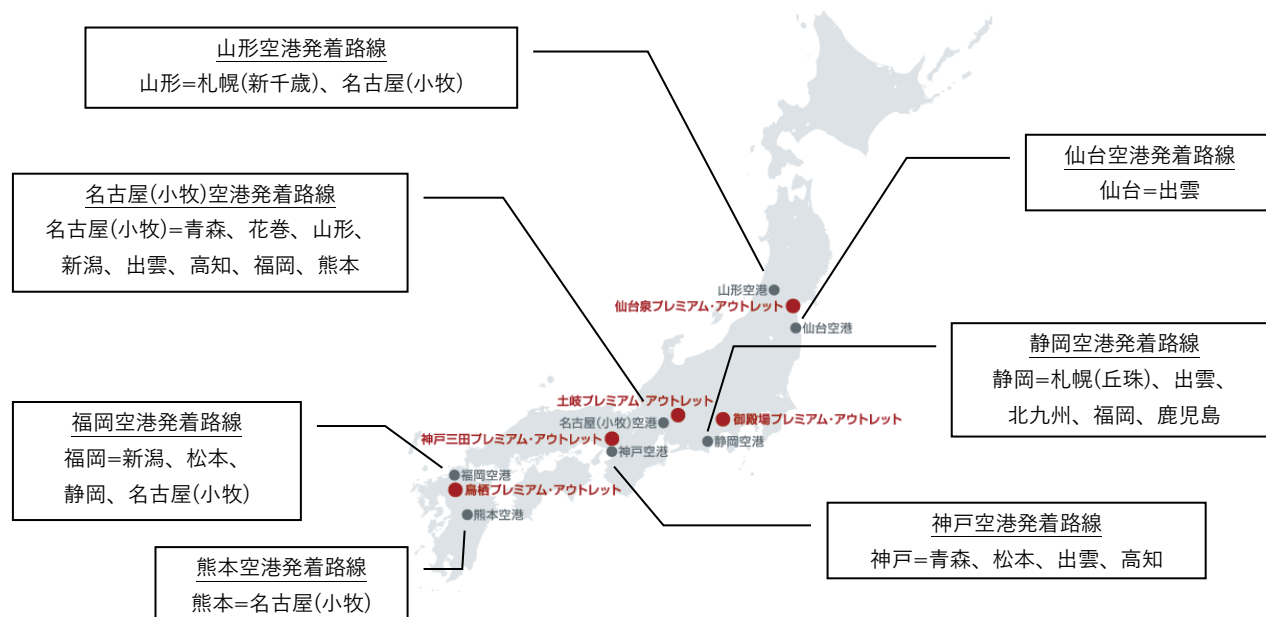 山形空港発着路線
山形=札幌(新千歳)、名古屋(小牧)
仙台空港発着路線
仙台=出雲
名古屋(小牧)空港発着路線
名古屋(小牧)=青森、花巻、山形、
新潟、出雲、高知、福岡、熊本
山形空港
仙台泉プレミアム・アウトレット
仙台空港
静岡空港発着路線
静岡=札幌(丘珠)、出雲、
北九州、福岡、鹿児島
土岐プレミアム・アウトレット
名古屋(小牧)空港
御殿場プレミアム・アウトレット
神戸三田プレミアム・アウトレット
静岡空港
神戸空港
福岡空港発着路線
福岡=新潟、松本、
静岡、名古屋(小牧)
福岡空港
鳥栖プレミアム・アウトレット
熊本空港
神戸空港発着路線
神戸=青森、松本、出雲、高知
熊本空港発着路線
熊本=名古屋(小牧)